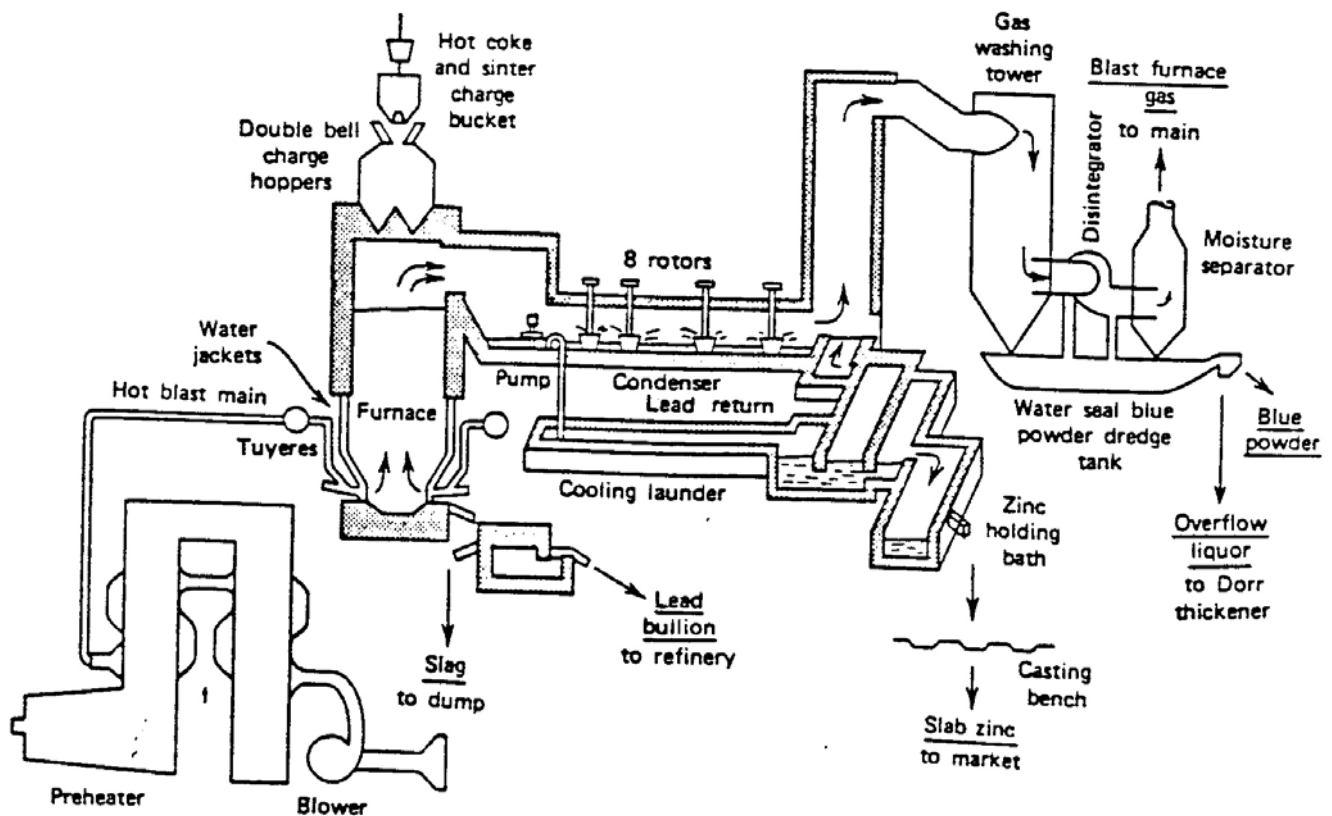 Hot coke
and sinter
charge
bucket
Double bell
charge
hoppers
Gas
washing
tower
Blast furnace
gas
to main
Disintegrator
Moisture
separator
8 rotors
Water
jackets
Pump
Condenser
Lead return
Hot blast main
Furnace
Tuyeres
Cooling launder
Water seal blue
powder dredge
tank
Blue
powder
Zinc
holding
bath
Overflow
liquor
to Dorr
thickener
Lead
bullion
to refinery
Slag
to dump
Casting
bench
Slab zinc
to market
Preheater
Blower